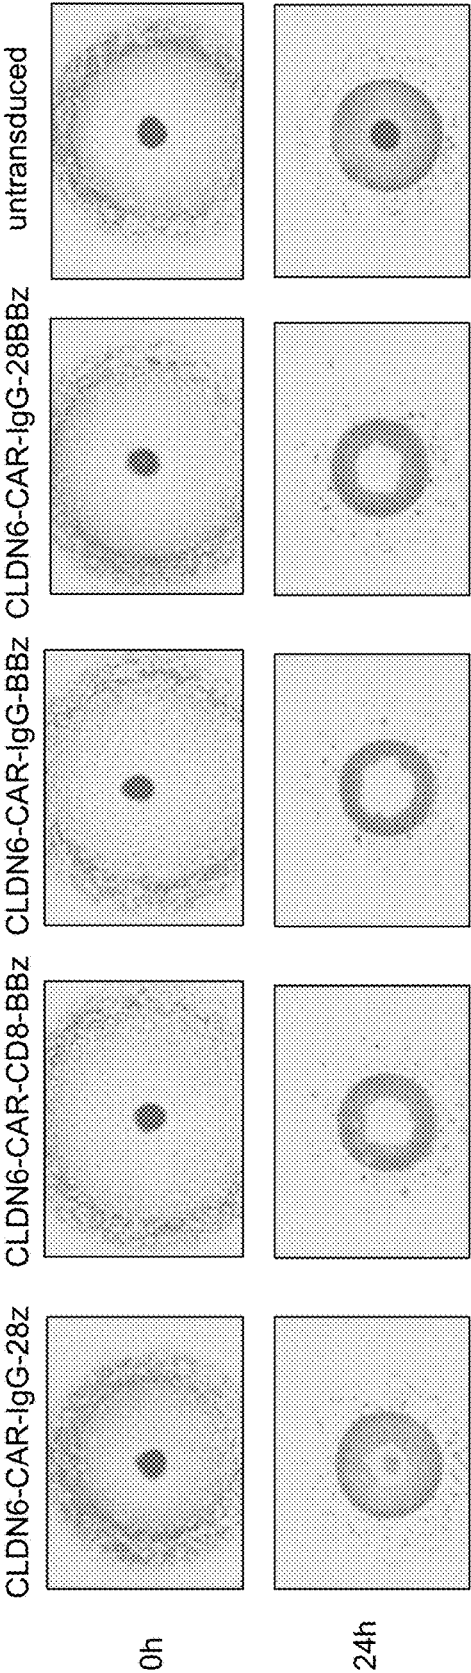 CLDN6-CAR-IgG-28z
CLDN6-CAR-CD8-BBz
CLDN6-CAR-IgG-BBz
CLDN6-CAR-IgG-28BBz
untransduced
0h
24h